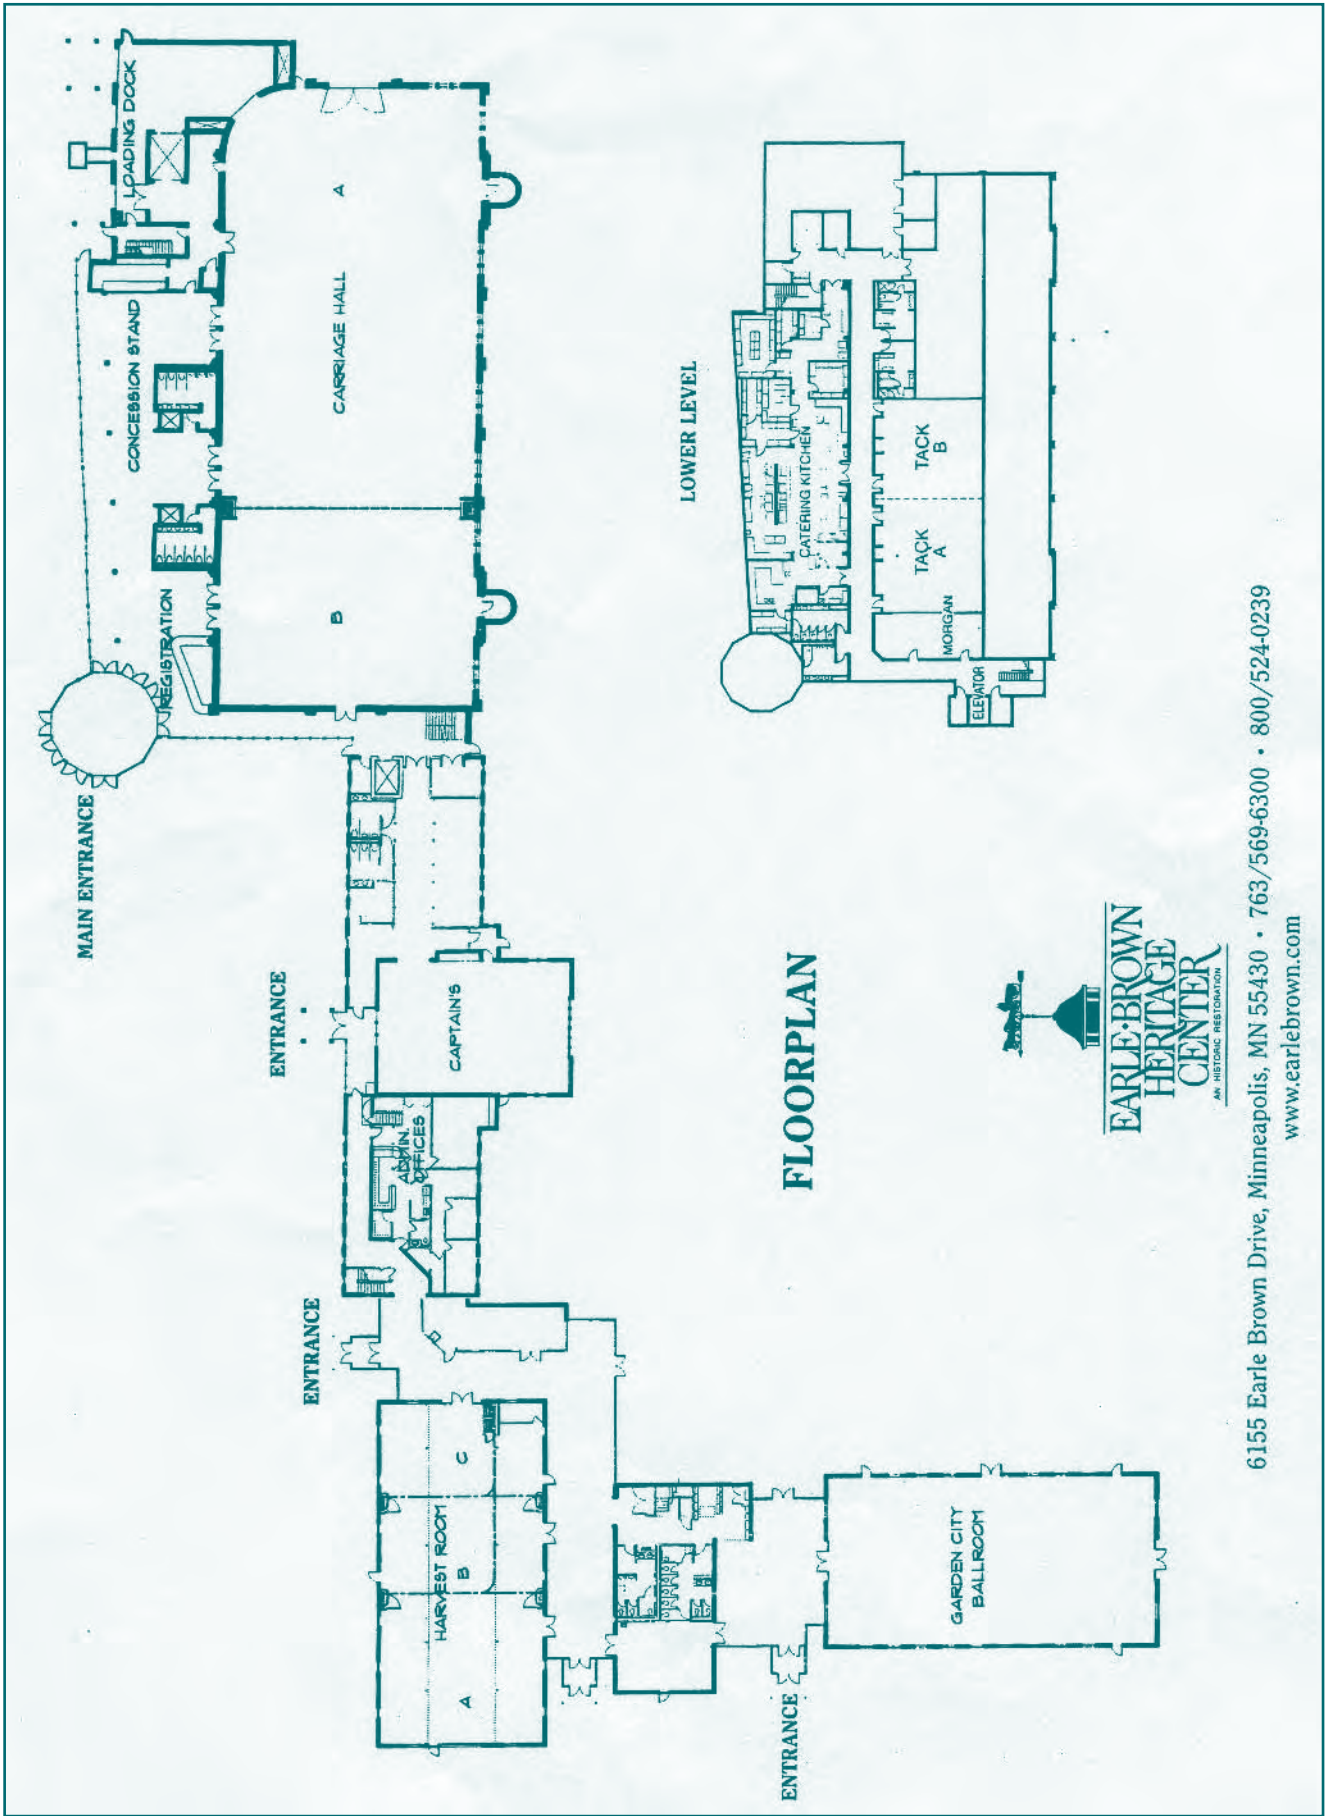 MAIN ENTRANCE
REGISTRATION
CONCESSION STAND
LOADING DOCK
CARRIAGE HALL
B
A
ENTRANCE
CAPTAIN'S
ADMIN.
OFFICES
ENTRANCE
HARVEST ROOM
A
B
C
ENTRANCE
GARDEN CITY
BALLROOM
LOWER LEVEL
CATERING KITCHEN
TACK
A
TACK
B
MORGAN
ELEVATOR
FLOORPLAN
EARLE·BROWN
HERITAGE
CENTER
AN HISTORIC RESTORATION
6155 Earle Brown Drive, Minneapolis, MN 55430 • 763/569-6300 • 800/524-0239
www.earlebrown.com